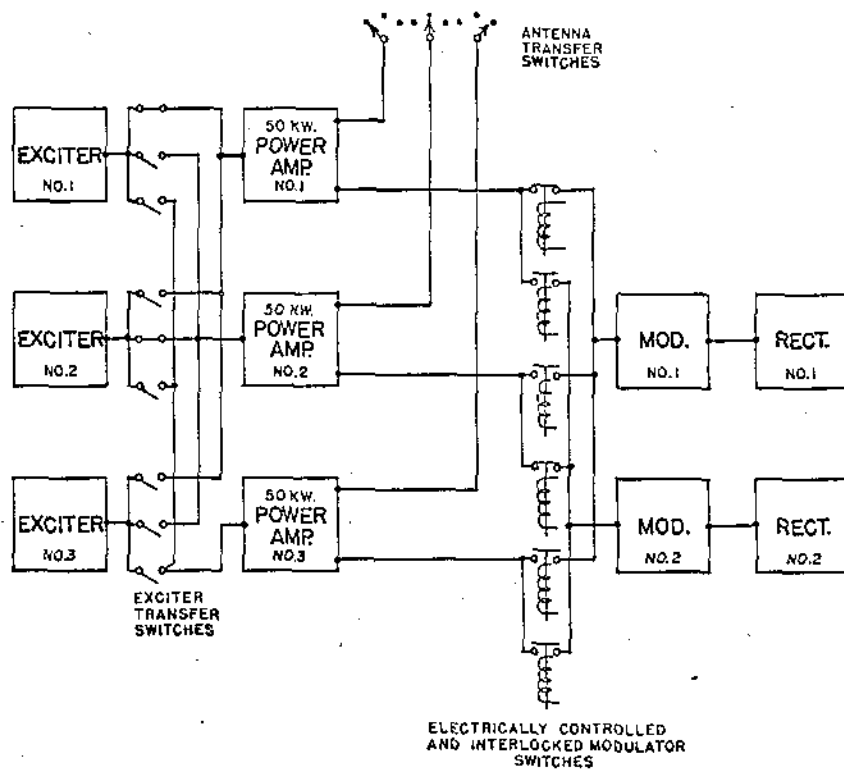 ANTENNA
TRANSFER
SWITCHES
EXCITER
NO.1
50 KW.
POWER
AMP.
NO.1
EXCITER
NO.2
50 KW.
POWER
AMP.
NO.2
MOD.
NO.1
RECT.
NO.1
EXCITER
NO.3
50 KW.
POWER
AMP.
NO.3
MOD.
NO.2
RECT.
NO.2
EXCITER
TRANSFER
SWITCHES
ELECTRICALLY CONTROLLED
AND INTERLOCKED MODULATOR
SWITCHES